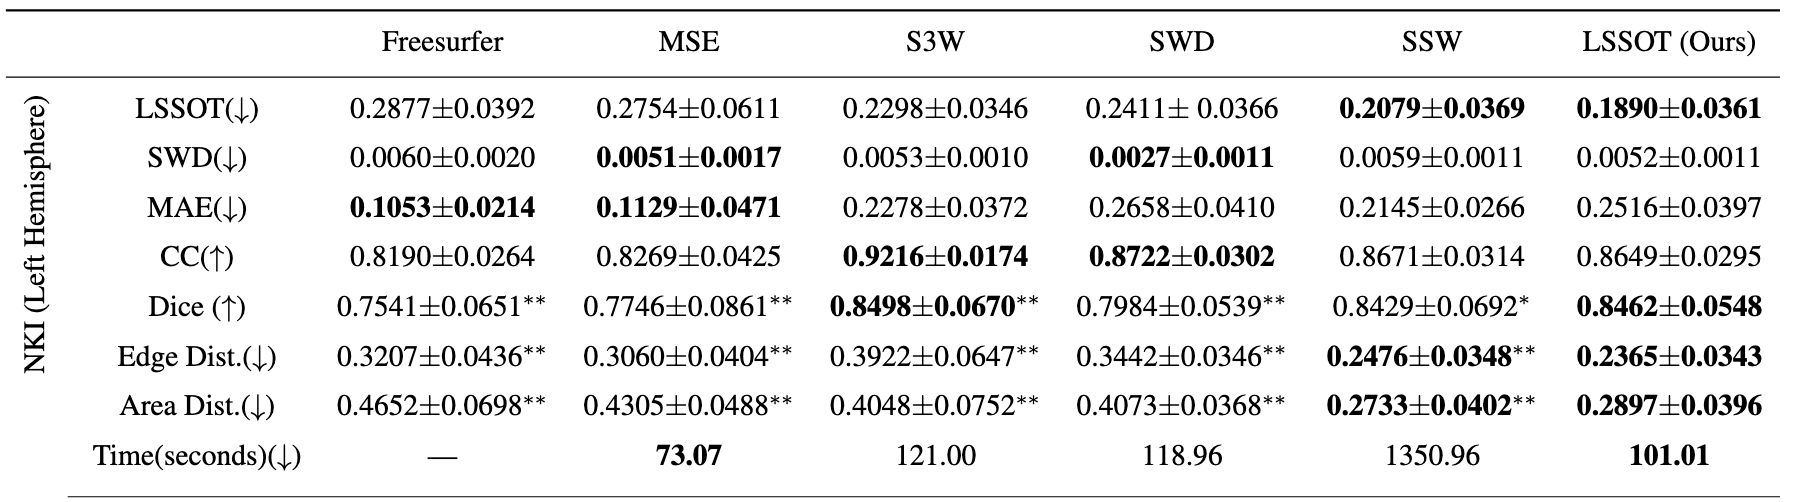 Freesurfer MSE S3W SWD SSW LSSOT (Ours)
NKI (Left Hemisphere)
LSSOT(↓) 0.2877±0.0392 0.2754±0.0611 0.2298±0.0346 0.2411± 0.0366 0.2079±0.0369 0.1890±0.0361
SWD(↓) 0.0060±0.0020 0.0051±0.0017 0.0053±0.0010 0.0027±0.0011 0.0059±0.0011 0.0052±0.0011
MAE(↓) 0.1053±0.0214 0.1129±0.0471 0.2278±0.0372 0.2658±0.0410 0.2145±0.0266 0.2516±0.0397
CC(↑) 0.8190±0.0264 0.8269±0.0425 0.9216±0.0174 0.8722±0.0302 0.8671±0.0314 0.8649±0.0295
Dice (↑) 0.7541±0.0651** 0.7746±0.0861** 0.8498±0.0670** 0.7984±0.0539** 0.8429±0.0692* 0.8462±0.0548
Edge Dist.(↓) 0.3207±0.0436** 0.3060±0.0404** 0.3922±0.0647** 0.3442±0.0346** 0.2476±0.0348** 0.2365±0.0343
Area Dist.(↓) 0.4652±0.0698** 0.4305±0.0488** 0.4048±0.0752** 0.4073±0.0368** 0.2733±0.0402** 0.2897±0.0396
Time(seconds)(↓) — 73.07 121.00 118.96 1350.96 101.01